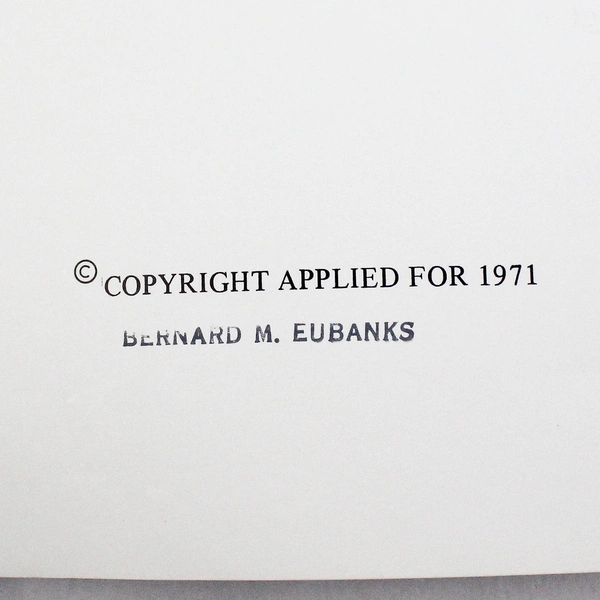 © COPYRIGHT APPLIED FOR 1971
BERNARD M. EUBANKS